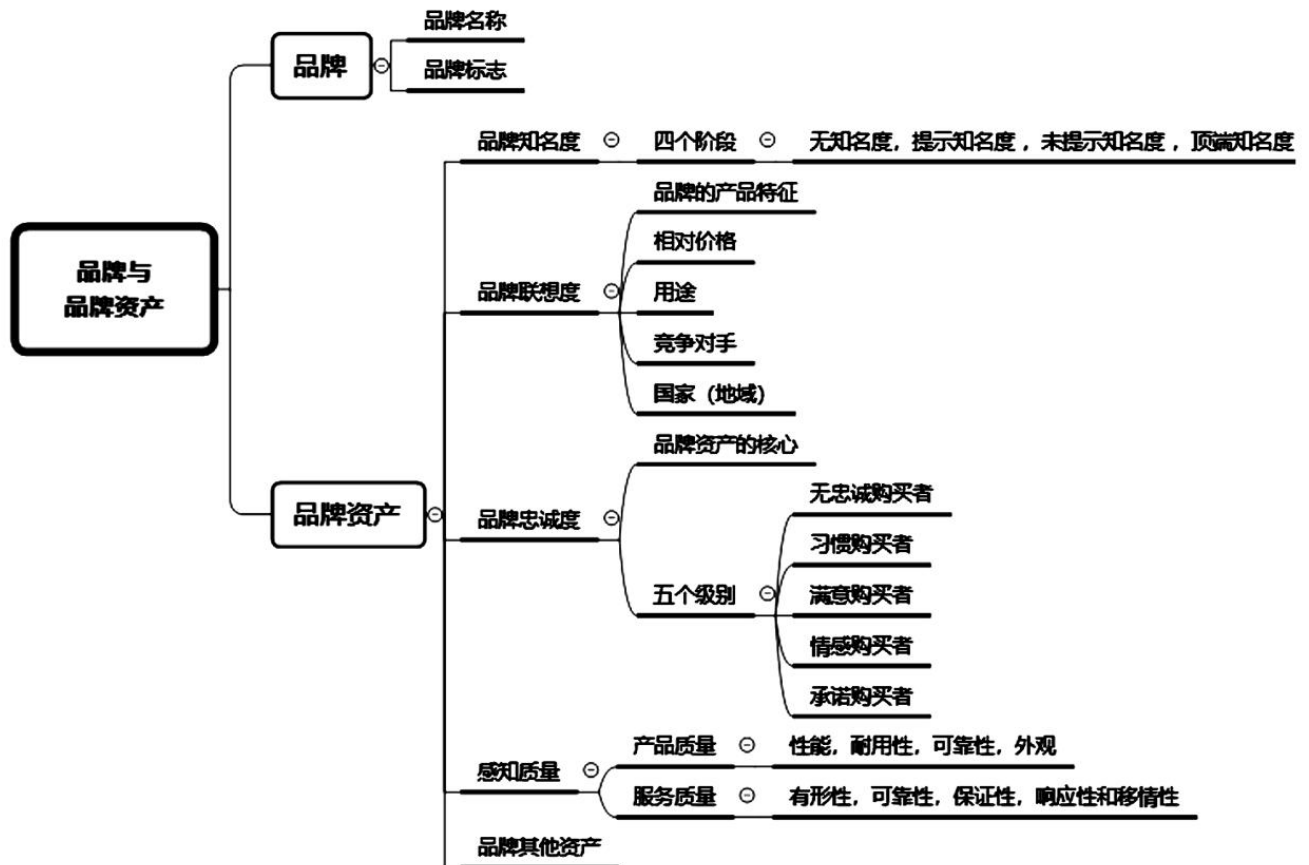 品牌与
品牌资产
品牌
品牌名称
品牌标志
品牌资产
品牌知名度
四个阶段
无知名度，提示知名度，未提示知名度，顶端知名度
品牌联想度
品牌的产品特征
相对价格
用途
竞争对手
国家（地域）
品牌忠诚度
品牌资产的核心
五个级别
无忠诚购买者
习惯购买者
满意购买者
情感购买者
承诺购买者
感知质量
产品质量
性能，耐用性，可靠性，外观
服务质量
有形性，可靠性，保证性，响应性和移情性
品牌其他资产